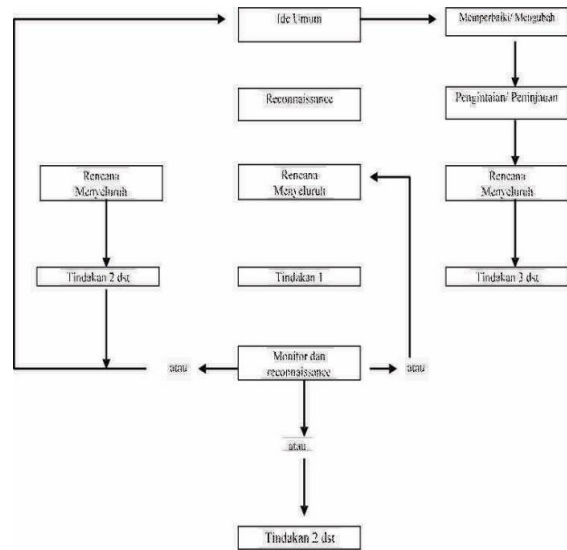 Ide Umum
Memperbaiki/ Mengubah
Reconnaissance
Pengintaian/ Peninjauan
Rencana
Menyeluruh
Rencana
Menyeluruh
Rencana
Menyeluruh
Tindakan 2 dst
Tindakan 1
Tindakan 3 dst
atau
Monitor dan
reconnaissance
atau
atau
Tindakan 2 dst